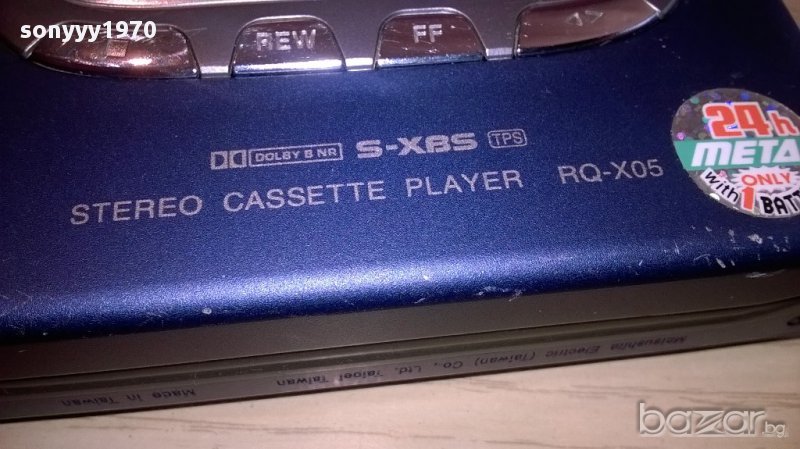 sonyyy1970
REW FF
DOLBY B NR S-XBS TPS
STEREO CASSETTE PLAYER RQ-X05
24h
META
ONLY
with 1 BATT
Matsushita Electric (Taiwan) Co., Ltd. Taipei Taiwan
Made in Taiwan
bazar.bg